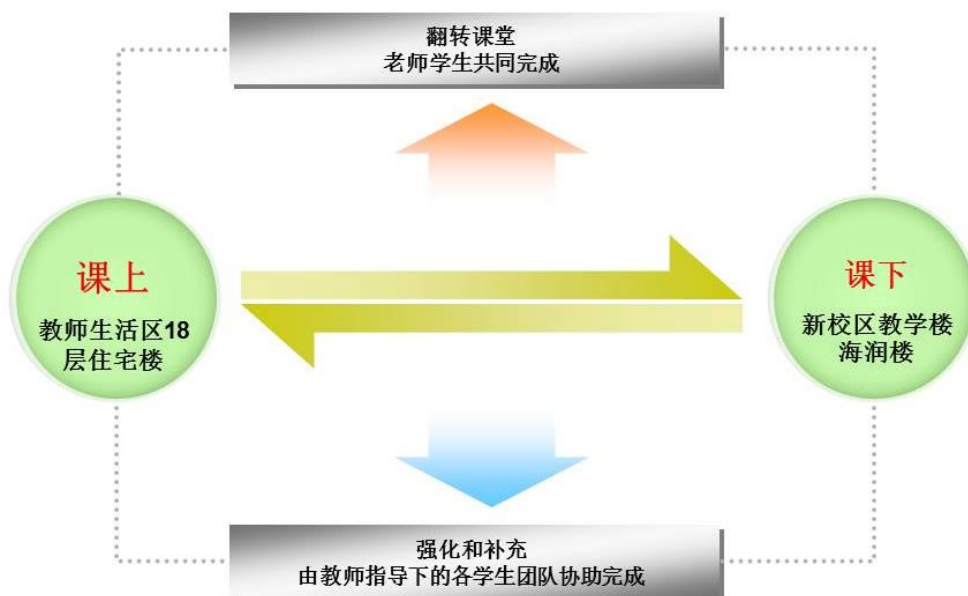 翻转课堂
老师学生共同完成
课上
教师生活区18
层住宅楼
课下
新校区教学楼
海润楼
强化和补充
由教师指导下的各学生团队协助完成